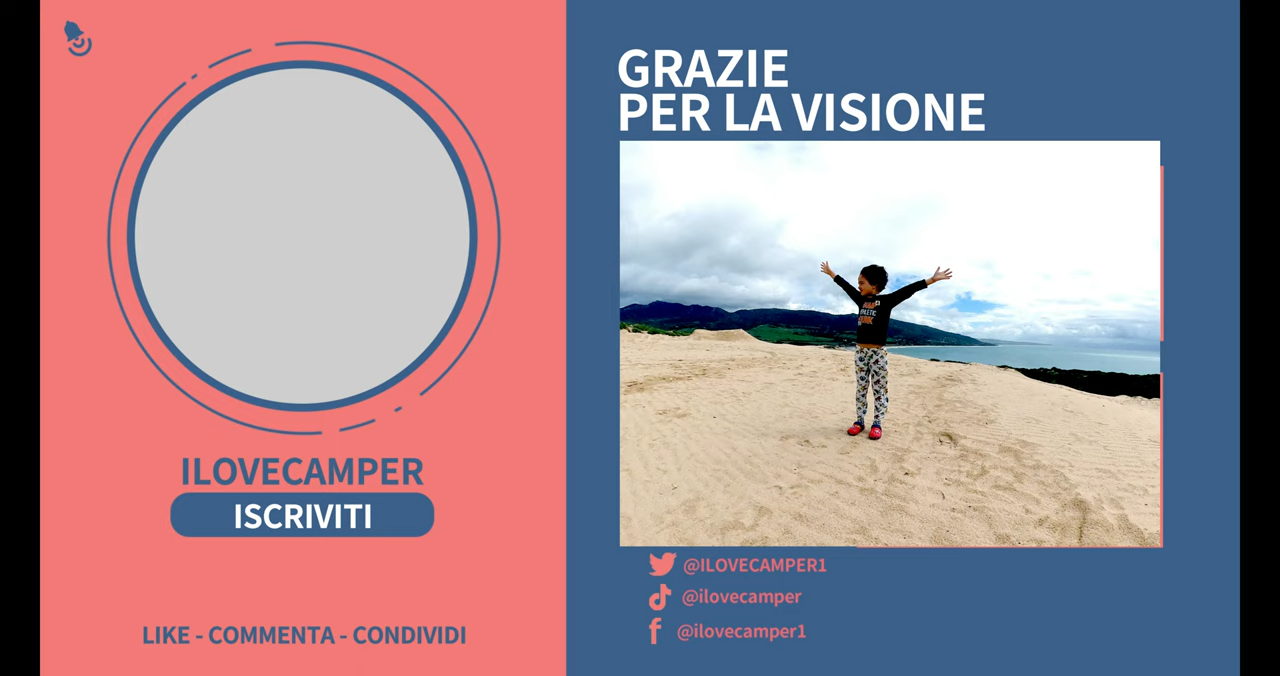 ILOVECAMPER
ISCRIVITI
LIKE - COMMENTA - CONDIVIDI
GRAZIE
PER LA VISIONE
@ILOVECAMPER1
@ilovecamper
@ilovecamper1